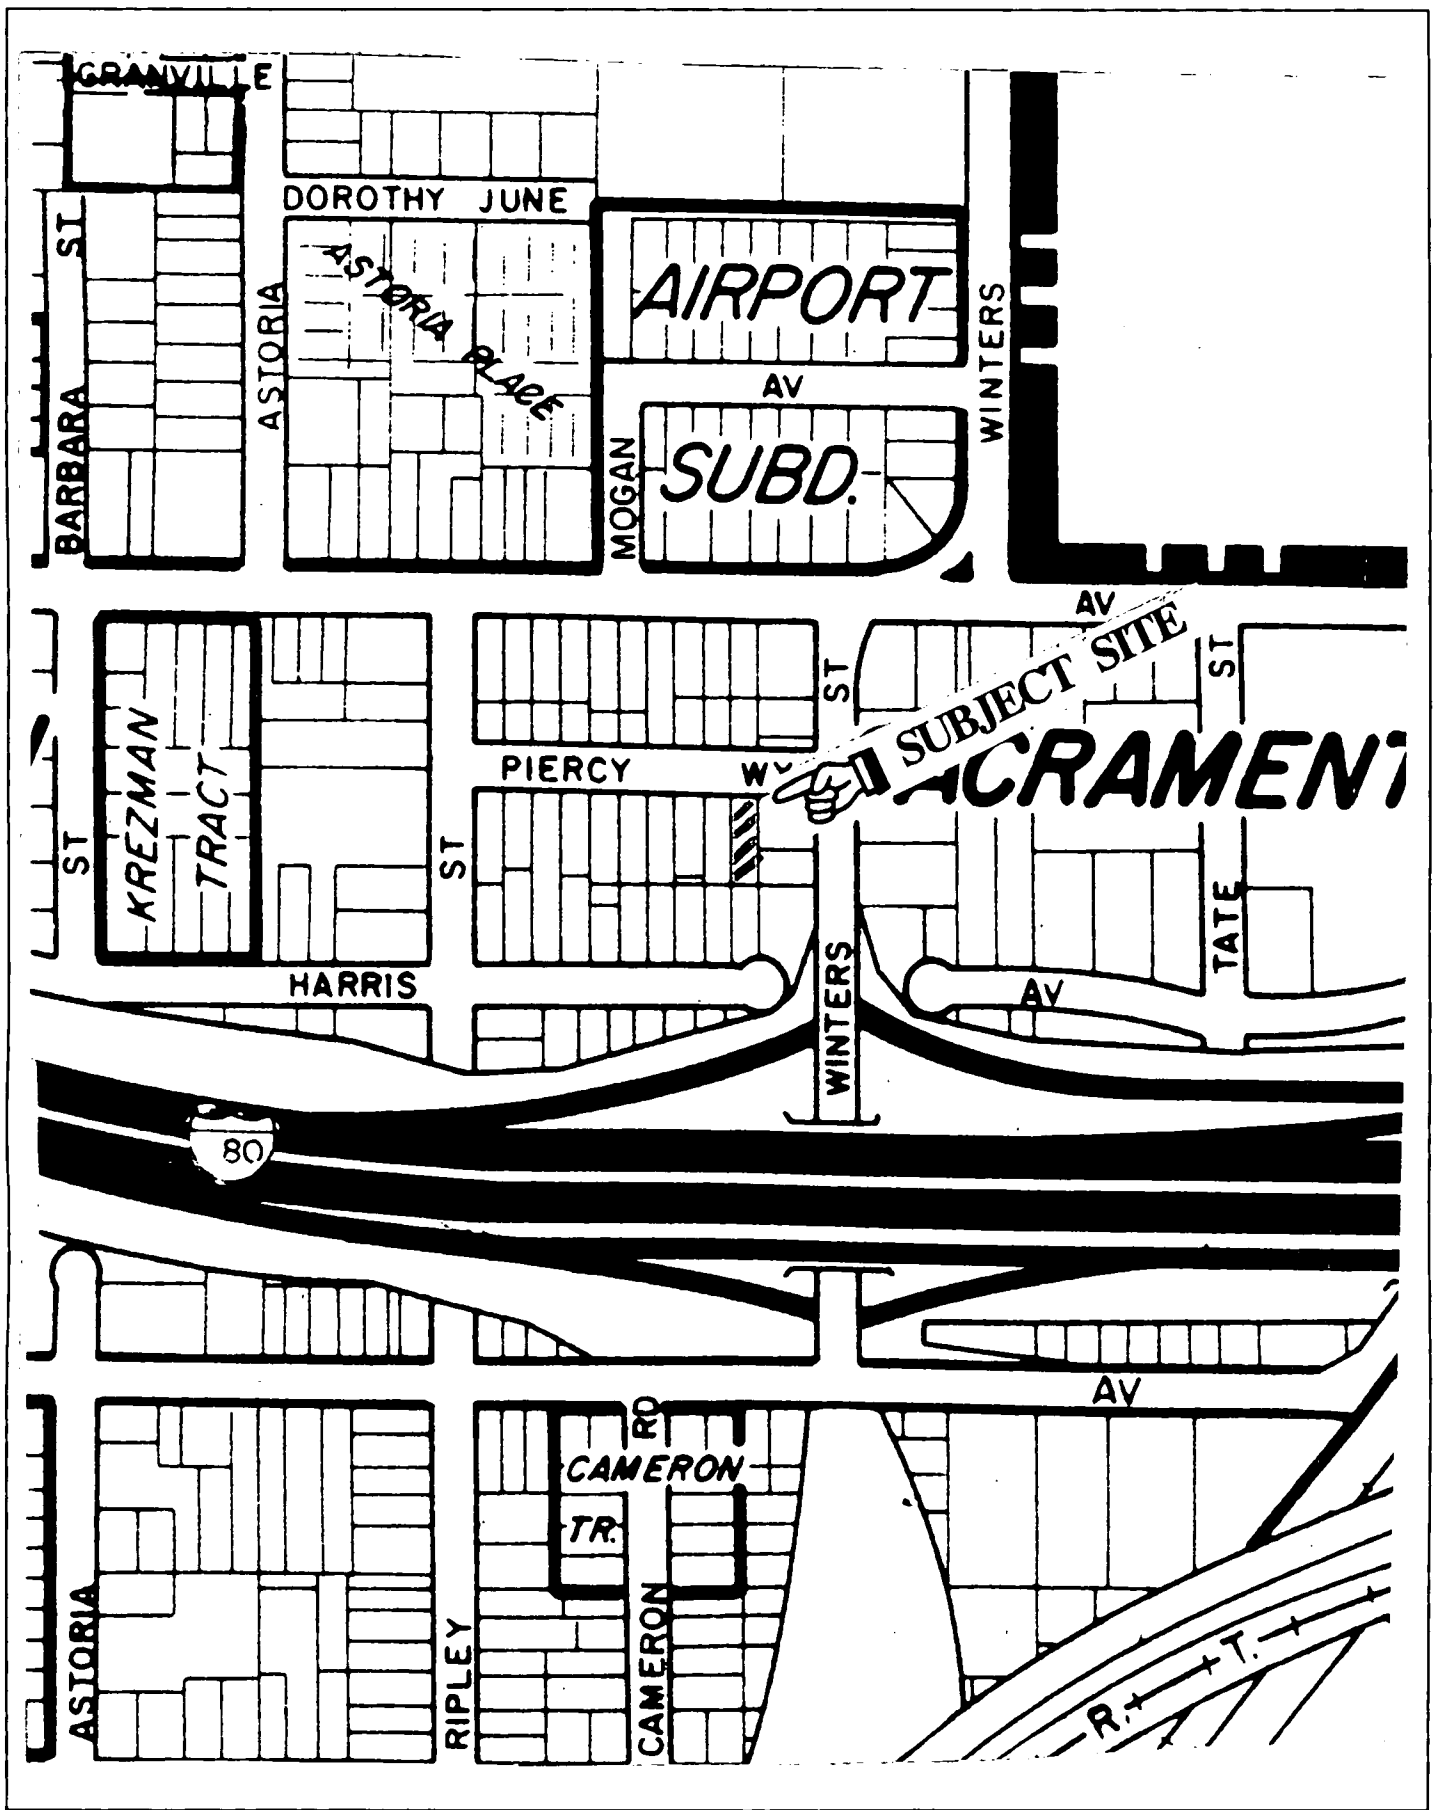 GRANVILLE
DOROTHY JUNE
ST
ASTORIA
PLACE
AIRPORT
ASTORIA
WINTERS
AV
BARBARA
MOGAN
SUBD.
AV
SUBJECT SITE
ST
ST
KREZMAN
TRACT
PIERCY
ACRAMENT
ST
ST
TATE
HARRIS
AV
WINTERS
80
AV
RD
CAMERON
TR.
ASTORIA
RIPLEY
CAMERON
R. T.